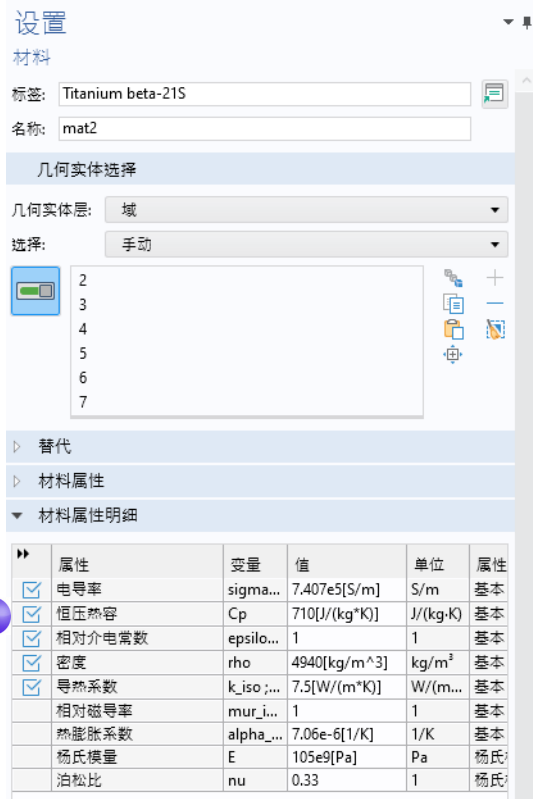 设置
材料
标签: Titanium beta-21S
名称: mat2
几何实体选择
几何实体层: 域
选择: 手动
2
3
4
5
6
7
替代
材料属性
材料属性明细
属性 变量 值 单位 属性
电导率 sigma... 7.407e5[S/m] S/m 基本
恒压热容 Cp 710[J/(kg*K)] J/(kg·K) 基本
相对介电常数 epsilo... 1 1 基本
密度 rho 4940[kg/m^3] kg/m³ 基本
导热系数 k_iso ;... 7.5[W/(m*K)] W/(m... 基本
相对磁导率 mur_i... 1 1 基本
热膨胀系数 alpha_... 7.06e-6[1/K] 1/K 基本
杨氏模量 E 105e9[Pa] Pa 杨氏
泊松比 nu 0.33 1 杨氏